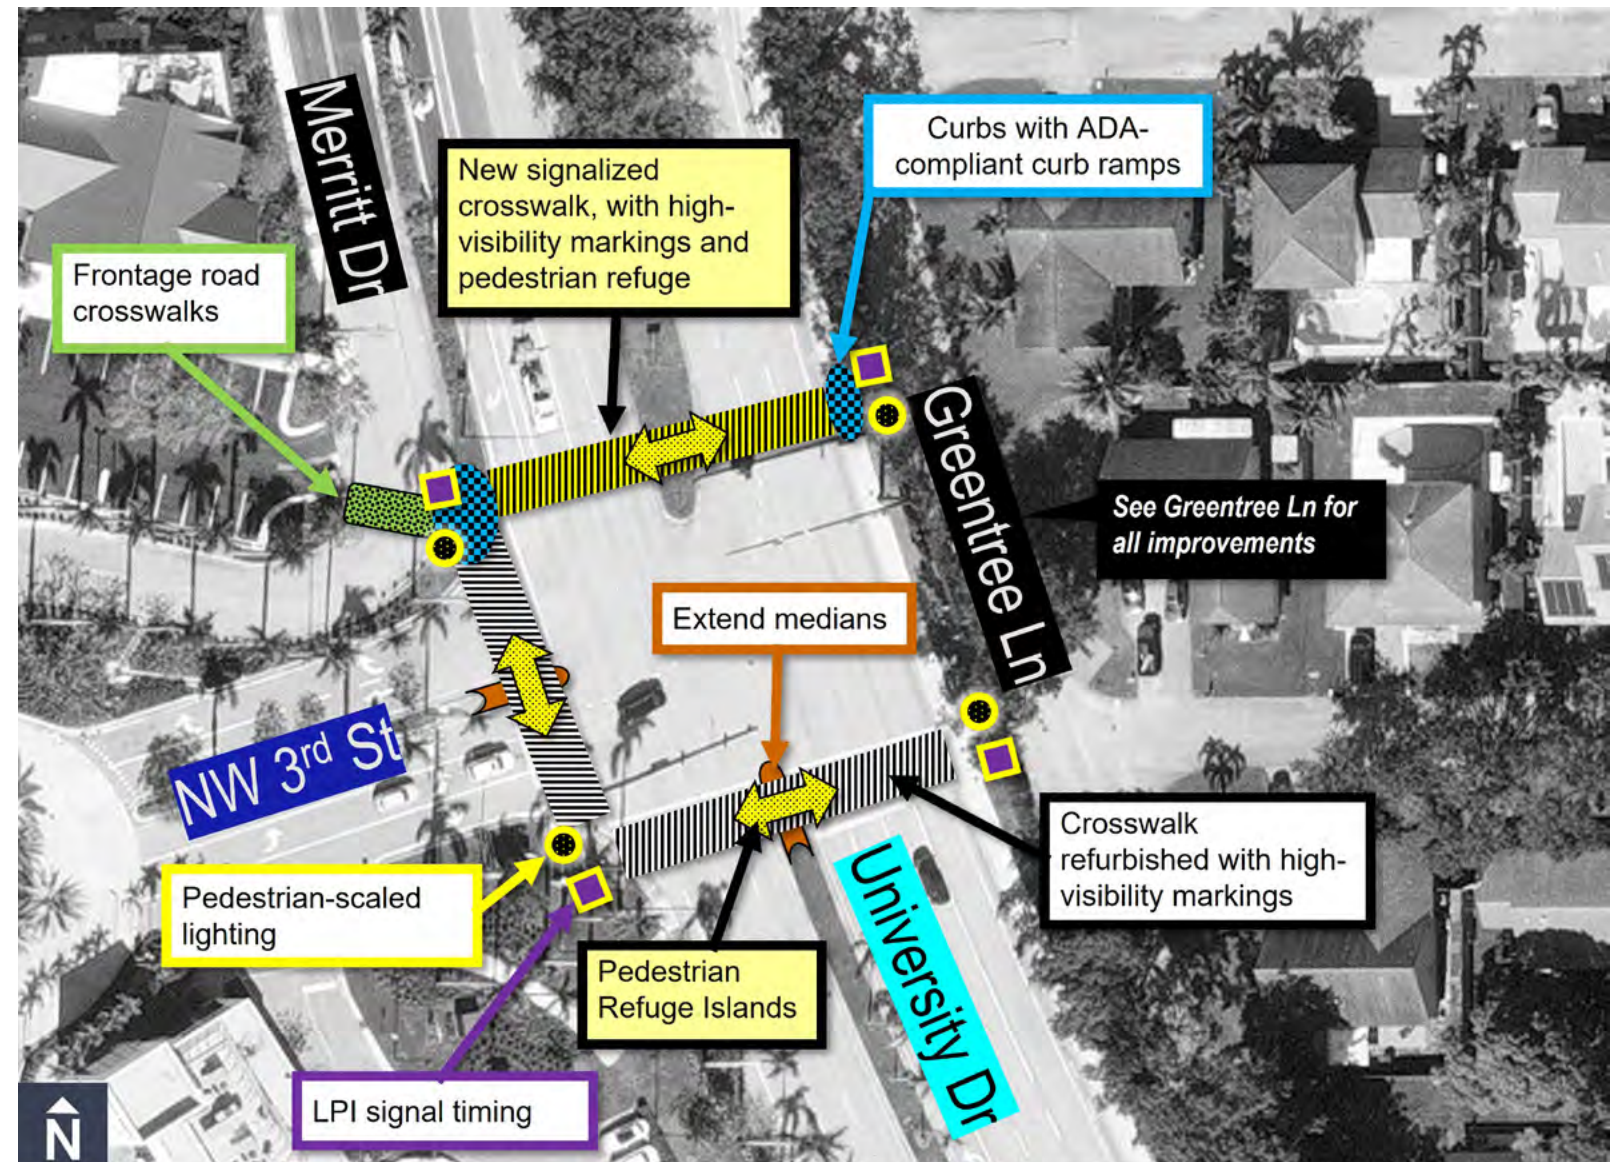 Merritt Dr
New signalized
crosswalk, with high-
visibility markings and
pedestrian refuge
Curbs with ADA-
compliant curb ramps
Frontage road
crosswalks
Greentree Ln
See Greentree Ln for
all improvements
Extend medians
NW 3rd St
Crosswalk
refurbished with high-
visibility markings
University Dr
Pedestrian-scaled
lighting
Pedestrian
Refuge Islands
LPI signal timing
N